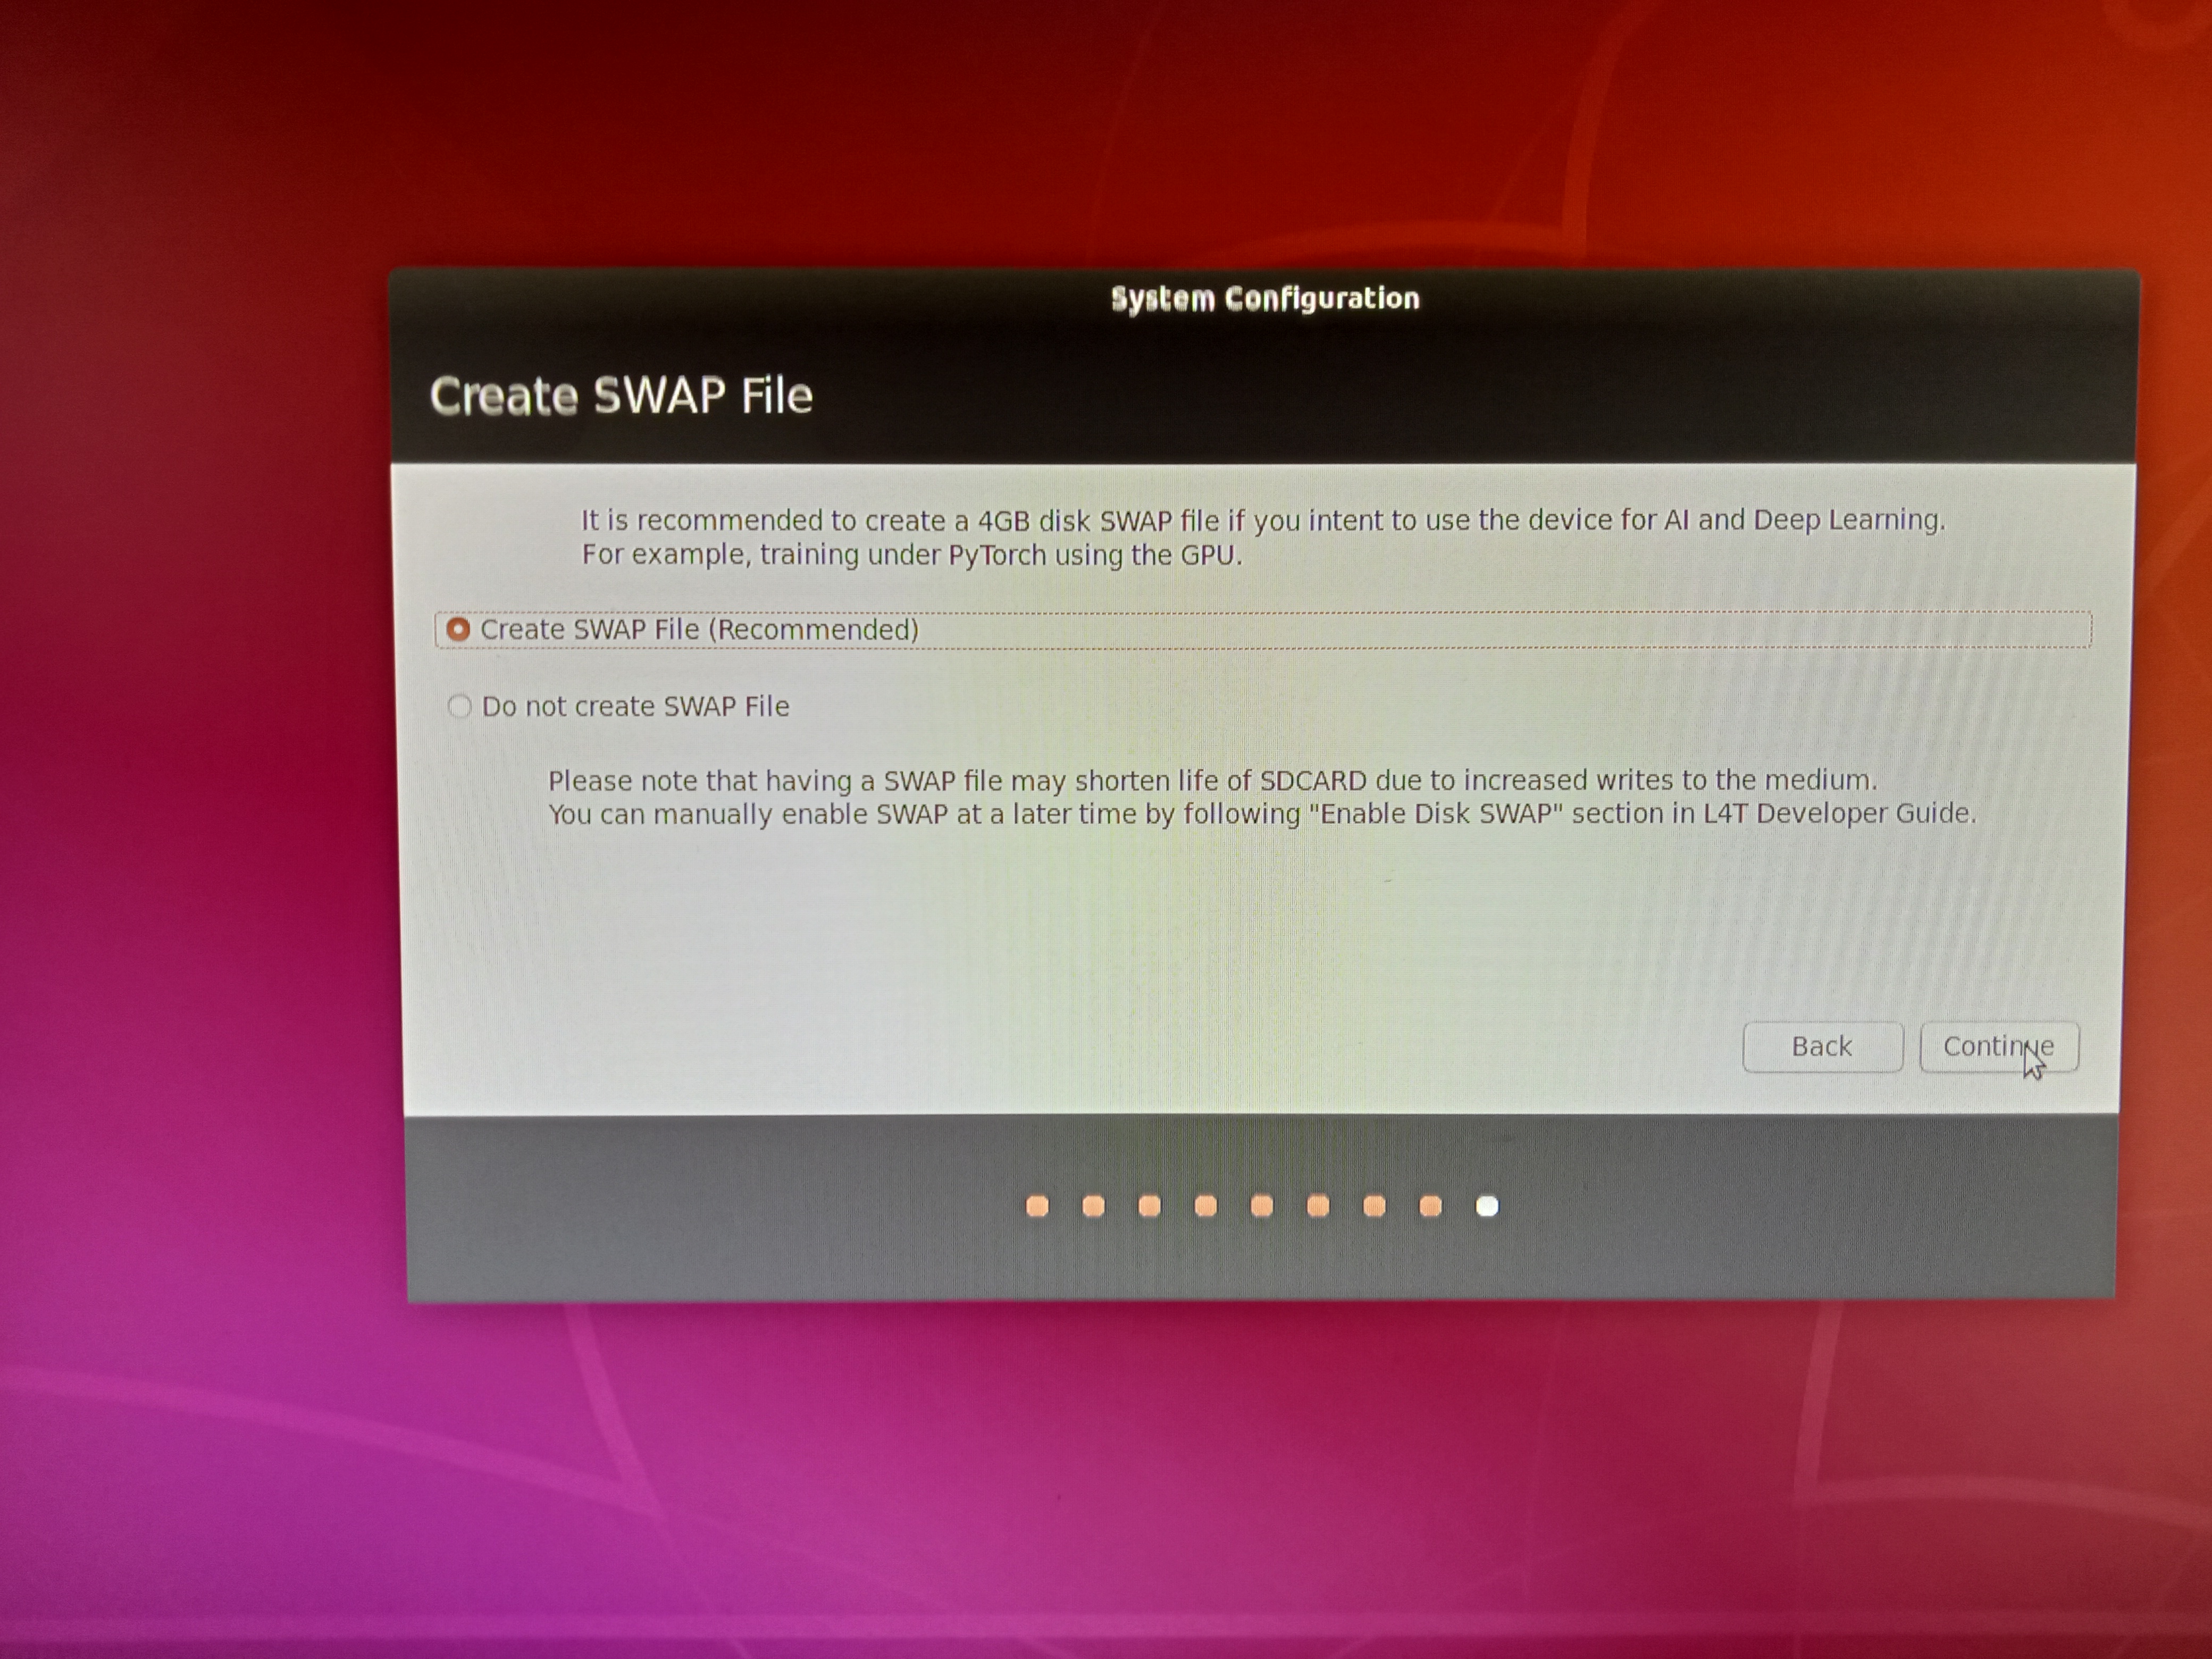 System Configuration
Create SWAP File
It is recommended to create a 4GB disk SWAP file if you intent to use the device for AI and Deep Learning.
For example, training under PyTorch using the GPU.
Create SWAP File (Recommended)
Do not create SWAP File
Please note that having a SWAP file may shorten life of SDCARD due to increased writes to the medium.
You can manually enable SWAP at a later time by following "Enable Disk SWAP" section in L4T Developer Guide.
Back Continue